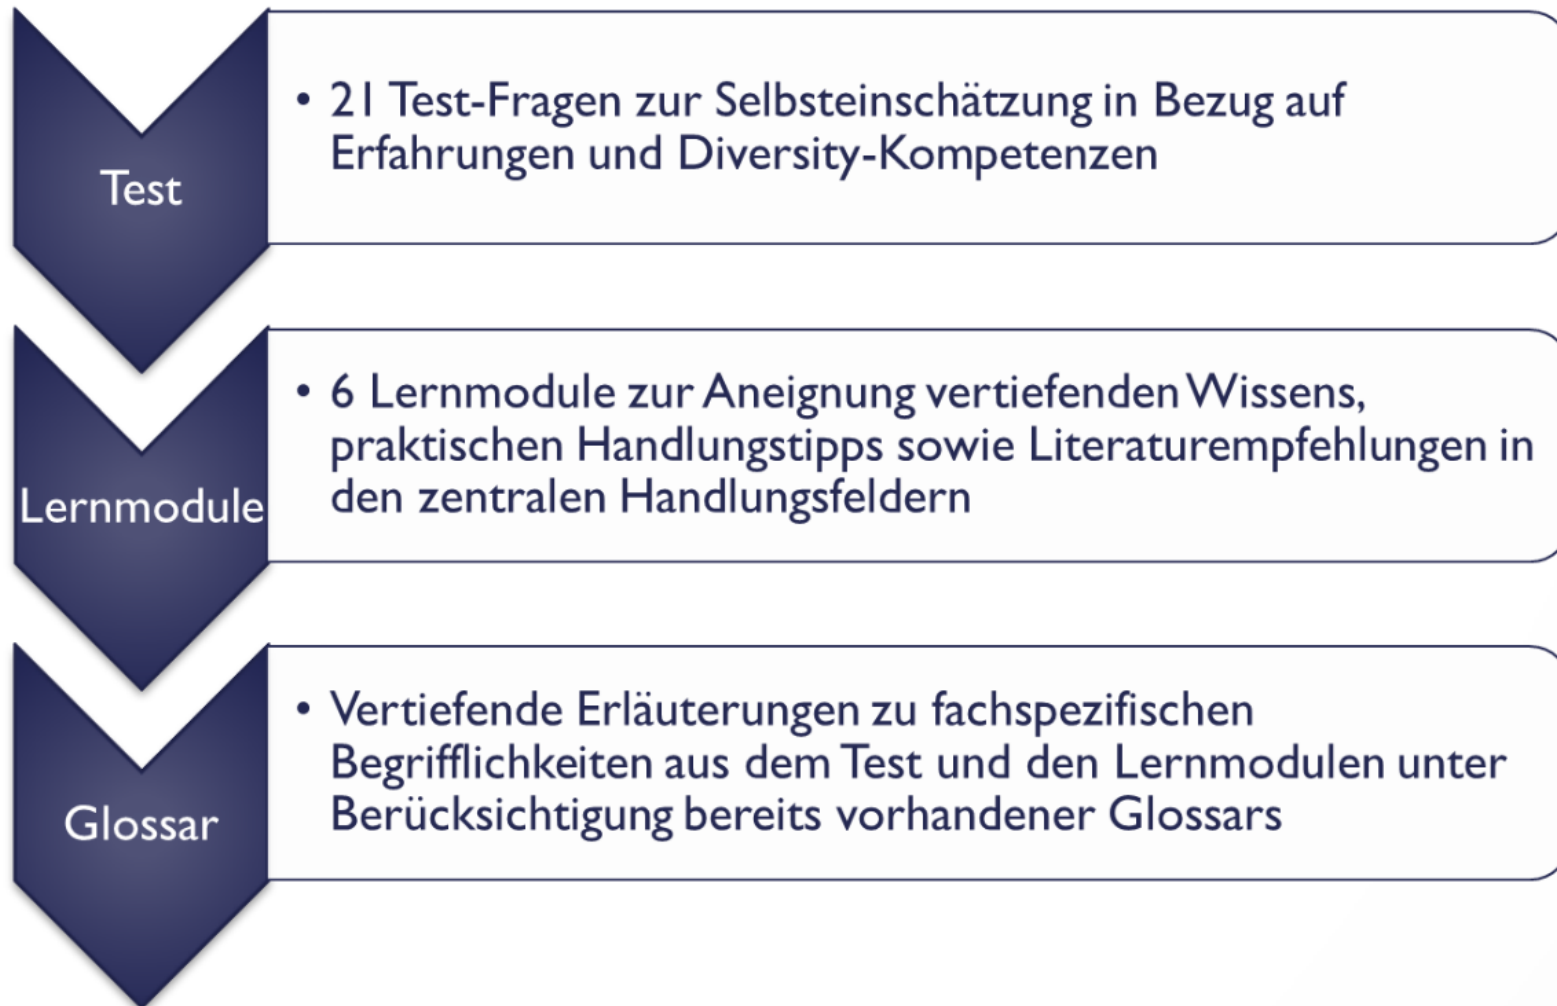 Test
• 21 Test-Fragen zur Selbsteinschätzung in Bezug auf
Erfahrungen und Diversity-Kompetenzen
Lernmodule
• 6 Lernmodule zur Aneignung vertiefenden Wissens,
praktischen Handlungstipps sowie Literaturempfehlungen in
den zentralen Handlungsfeldern
Glossar
• Vertiefende Erläuterungen zu fachspezifischen
Begrifflichkeiten aus dem Test und den Lernmodulen unter
Berücksichtigung bereits vorhandener Glossars